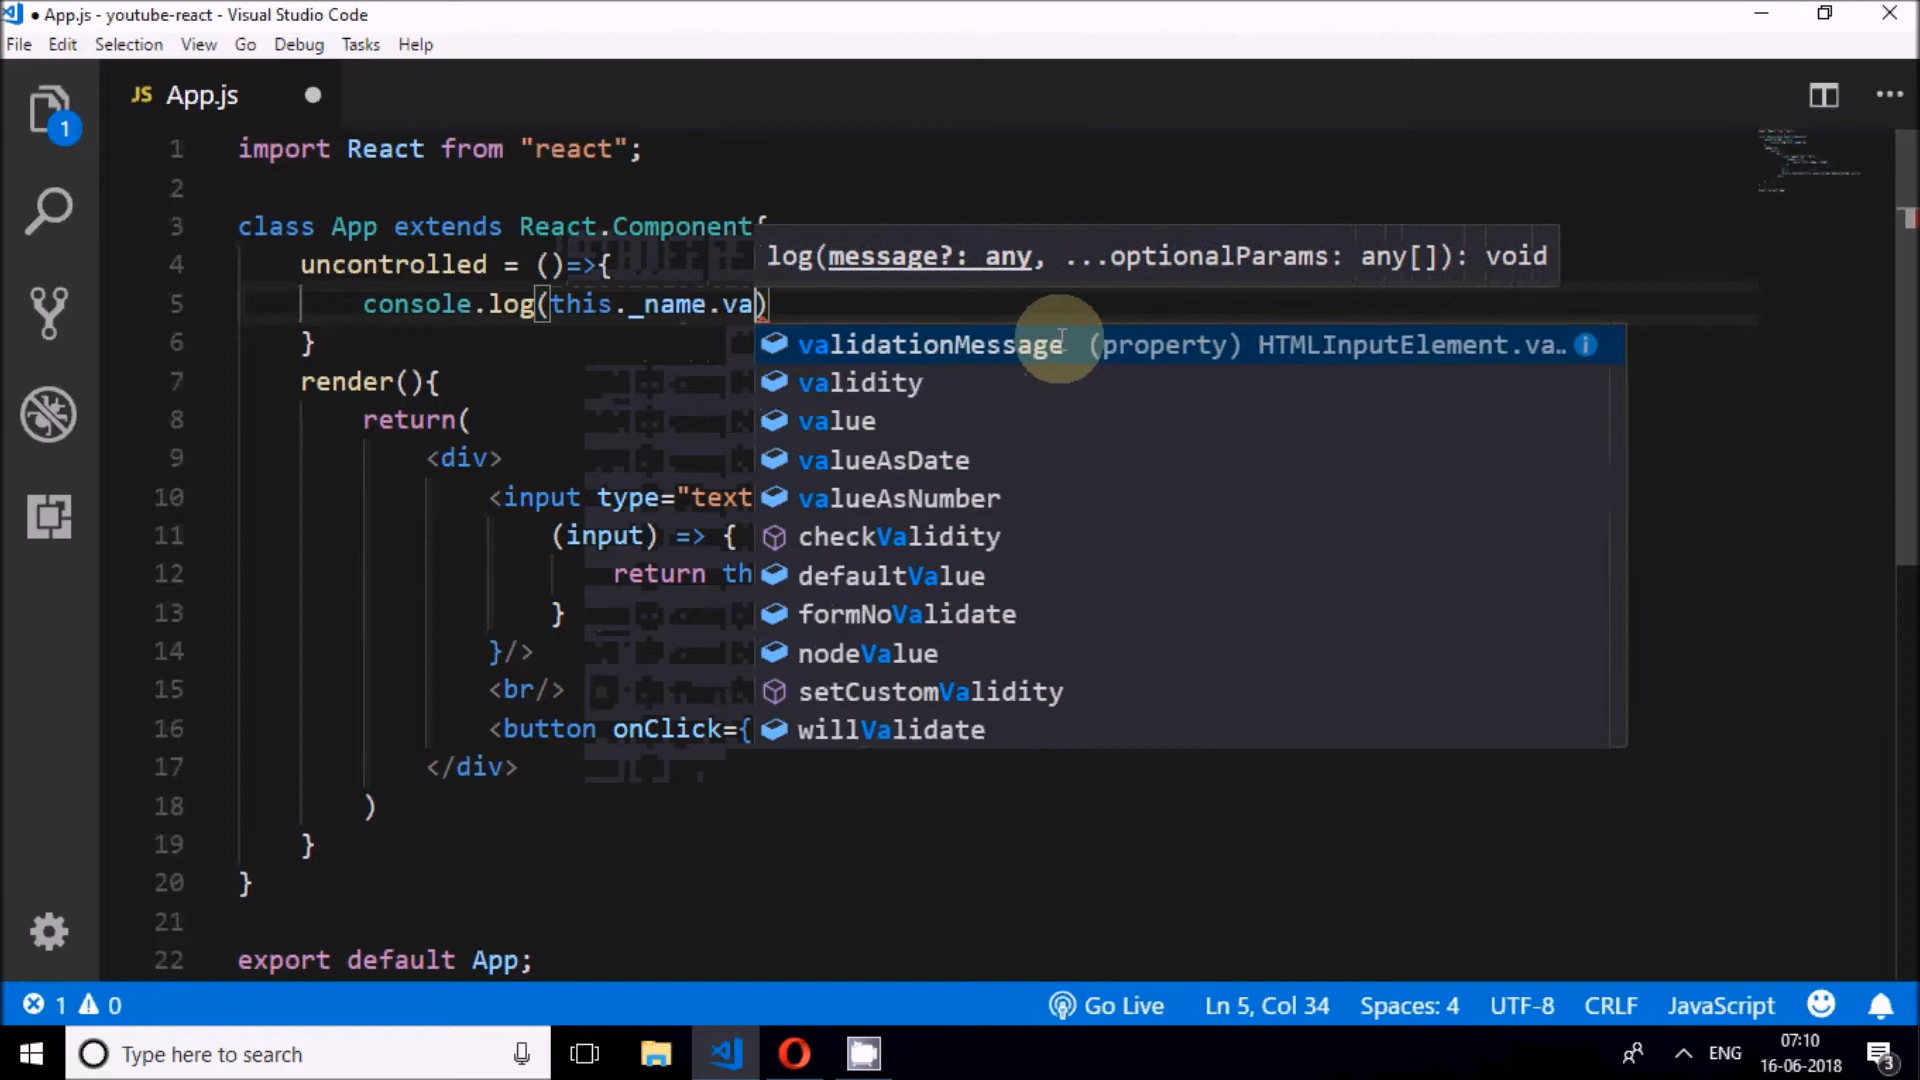 ● App.js - youtube-react - Visual Studio Code
File Edit Selection View Go Debug Tasks Help
JS App.js
1
1 import React from "react";
2
3 class App extends React.Component{
log(message?: any, ...optionalParams: any[]): void
4 uncontrolled = ()=>{
5 console.log(this._name.va)
validationMessage (property) HTMLInputElement.va…
6 }
validity
7 render(){
value
8 return(
valueAsDate
9 <div>
valueAsNumber
10 <input type="text
checkValidity
11 (input) => {
defaultValue
12 return th
formNoValidate
13 }
nodeValue
14 }/>
setCustomValidity
15 <br/>
willValidate
16 <button onClick={
17 </div>
18 )
19 }
20 }
21
22 export default App;
1 0 Go Live Ln 5, Col 34 Spaces: 4 UTF-8 CRLF JavaScript
Type here to search
ENG
07:10
16-06-2018
3